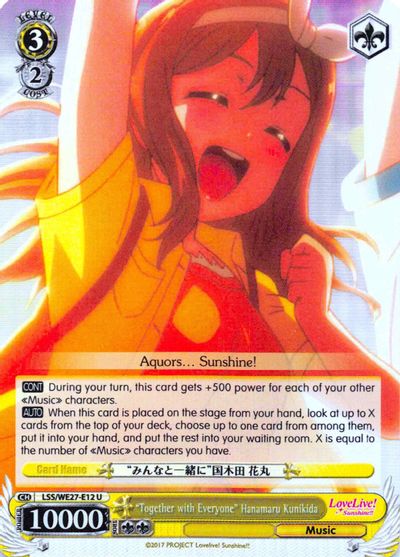 LEVEL
3
2
COST
Aquors... Sunshine!
CONT During your turn, this card gets +500 power for each of your other
≪Music≫ characters.
AUTO When this card is placed on the stage from your hand, look at up to X
cards from the top of your deck, choose up to one card from among them,
put it into your hand, and put the rest into your waiting room. X is equal to
the number of ≪Music≫ characters you have.
Card Name
"みんなと一緒に"国木田 花丸
CH LSS/WE27-E12 U
"Together with Everyone" Hanamaru Kunikida
LoveLive!
Sunshine!!
POWER
10000
SOUL
Music
©2017 PROJECT Lovelive! Sunshine!!